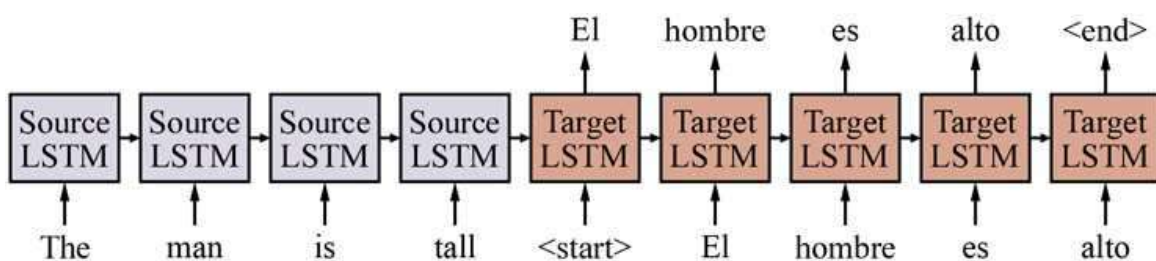 El hombre es alto <end>
Source LSTM Source LSTM Source LSTM Source LSTM Target LSTM Target LSTM Target LSTM Target LSTM Target LSTM
The man is tall <start> El hombre es alto